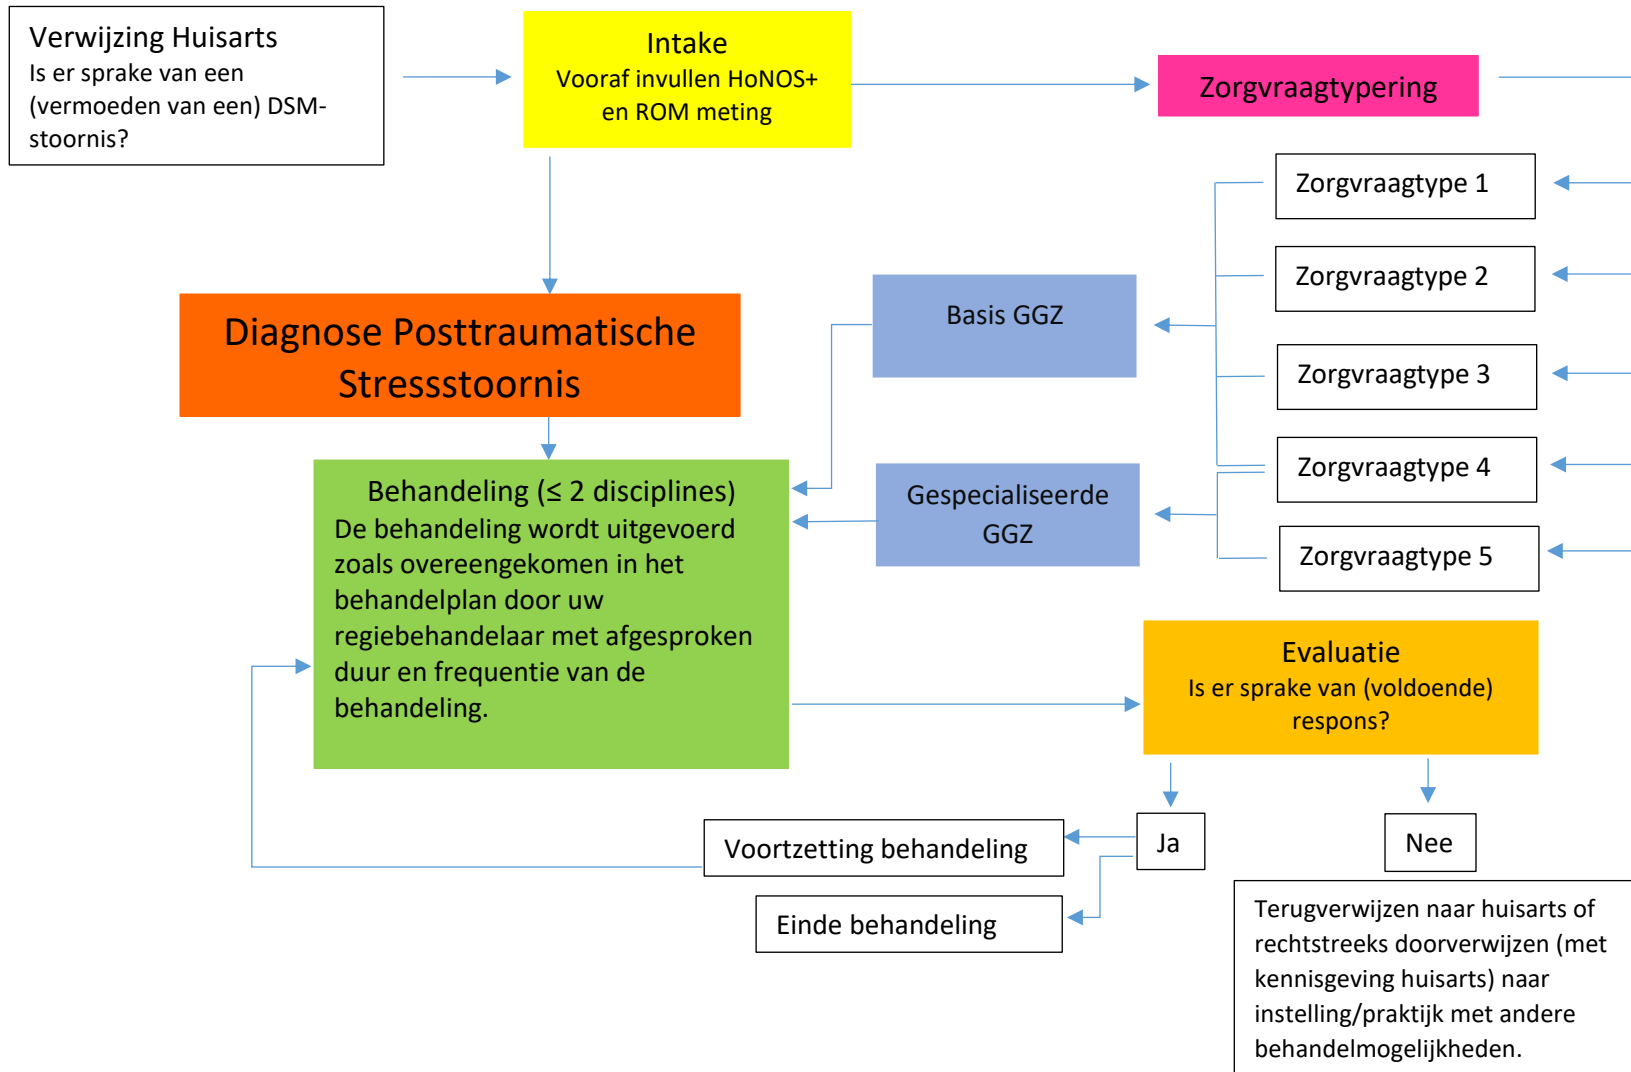 Verwijzing Huisarts
Is er sprake van een
(vermoeden van een) DSM-
stoornis?
Intake
Vooraf invullen HoNOS+
en ROM meting
Zorgvraagtypering
Zorgvraagtype 1
Zorgvraagtype 2
Zorgvraagtype 3
Zorgvraagtype 4
Zorgvraagtype 5
Basis GGZ
Gespecialiseerde
GGZ
Diagnose Posttraumatische
Stressstoornis
Behandeling (≤ 2 disciplines)
De behandeling wordt uitgevoerd
zoals overeengekomen in het
behandelplan door uw
regiebehandelaar met afgesproken
duur en frequentie van de
behandeling.
Evaluatie
Is er sprake van (voldoende)
respons?
Ja
Nee
Voortzetting behandeling
Einde behandeling
Terugverwijzen naar huisarts of
rechtstreeks doorverwijzen (met
kennisgeving huisarts) naar
instelling/praktijk met andere
behandelmogelijkheden.